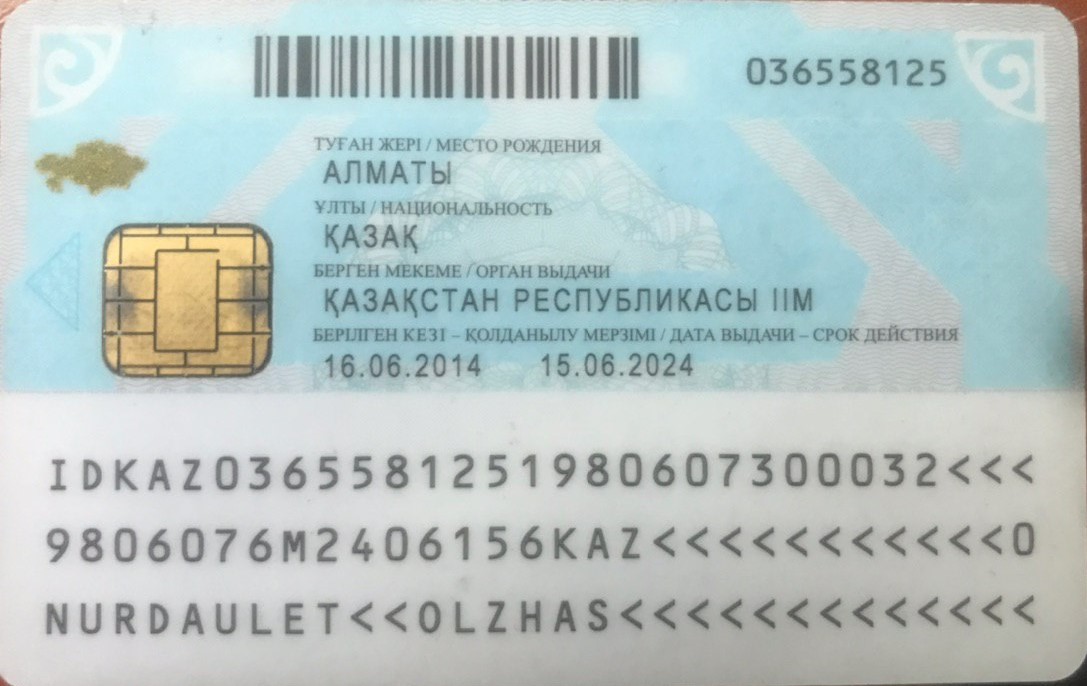 036558125
ТУҒАН ЖЕРІ / МЕСТО РОЖДЕНИЯ
АЛМАТЫ
ҰЛТЫ / НАЦИОНАЛЬНОСТЬ
ҚАЗАҚ
БЕРГЕН МЕКЕМЕ / ОРГАН ВЫДАЧИ
ҚАЗАҚСТАН РЕСПУБЛИКАСЫ ІІМ
БЕРІЛГЕН КЕЗІ – ҚОЛДАНЫЛУ МЕРЗІМІ / ДАТА ВЫДАЧИ – СРОК ДЕЙСТВИЯ
16.06.2014 15.06.2024
IDKAZ0365581251980607300032<<<
9806076M2406156KAZ<<<<<<<<<<<0
NURDAULET<<OLZHAS<<<<<<<<<<<<<